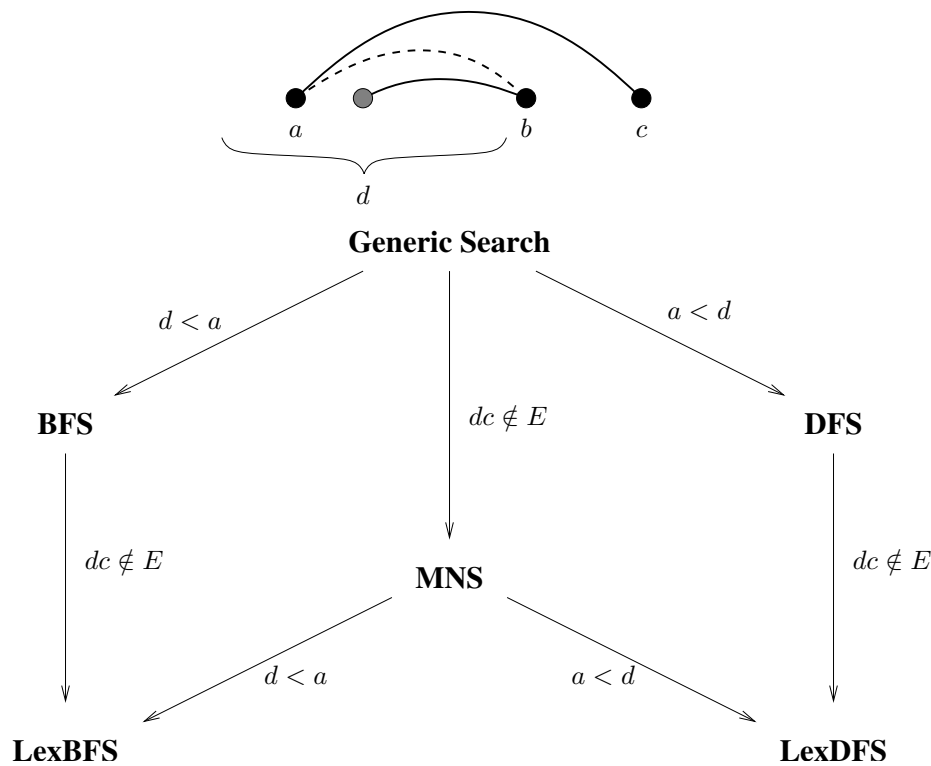 a b c
d
Generic Search
d < a a < d
BFS dc ∉ E DFS
dc ∉ E dc ∉ E
MNS
d < a a < d
LexBFS LexDFS